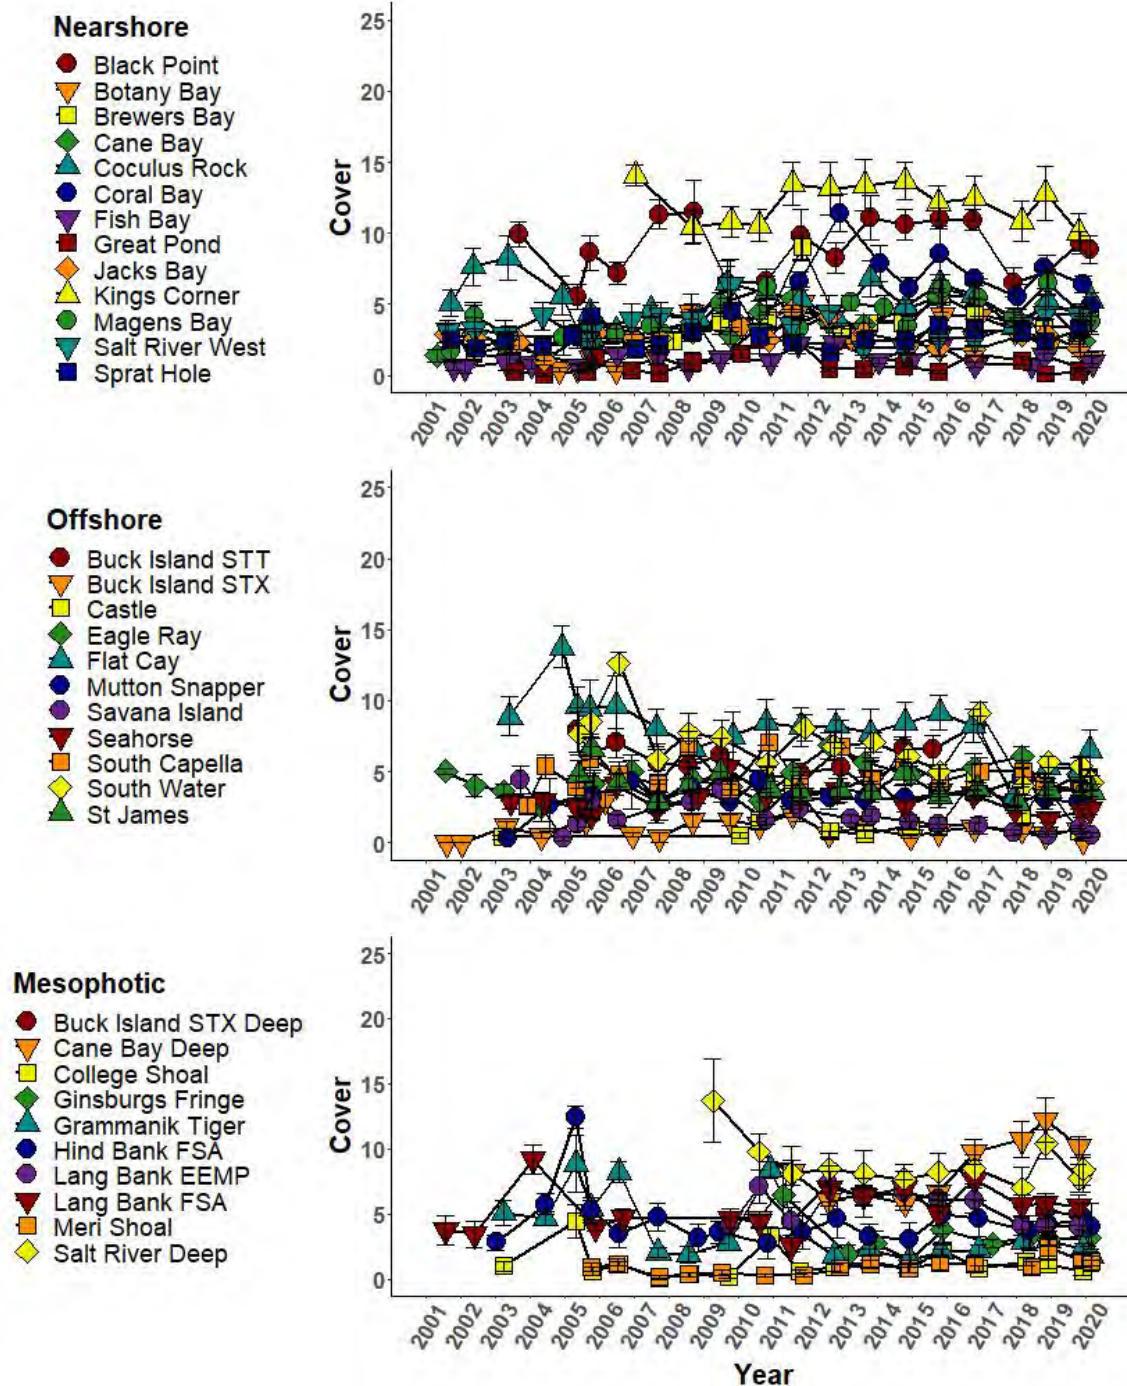 Nearshore
Black Point
Botany Bay
Brewers Bay
Cane Bay
Coculus Rock
Coral Bay
Fish Bay
Great Pond
Jacks Bay
Kings Corner
Magens Bay
Salt River West
Sprat Hole
Cover
25
20
15
10
5
0
2001 2002 2003 2004 2005 2006 2007 2008 2009 2010 2011 2012 2013 2014 2015 2016 2017 2018 2019 2020
Offshore
Buck Island STT
Buck Island STX
Castle
Eagle Ray
Flat Cay
Mutton Snapper
Savana Island
Seahorse
South Capella
South Water
St James
Cover
25
20
15
10
5
0
2001 2002 2003 2004 2005 2006 2007 2008 2009 2010 2011 2012 2013 2014 2015 2016 2017 2018 2019 2020
Mesophotic
Buck Island STX Deep
Cane Bay Deep
College Shoal
Ginsburgs Fringe
Grammanik Tiger
Hind Bank FSA
Lang Bank EEMP
Lang Bank FSA
Meri Shoal
Salt River Deep
Cover
25
20
15
10
5
0
2001 2002 2003 2004 2005 2006 2007 2008 2009 2010 2011 2012 2013 2014 2015 2016 2017 2018 2019 2020
Year